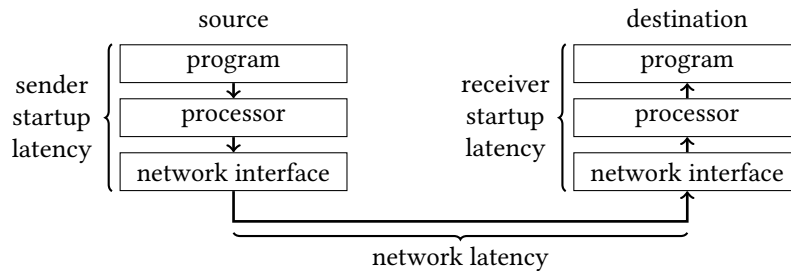 source
destination
sender
startup
latency
program
processor
network interface
receiver
startup
latency
program
processor
network interface
network latency